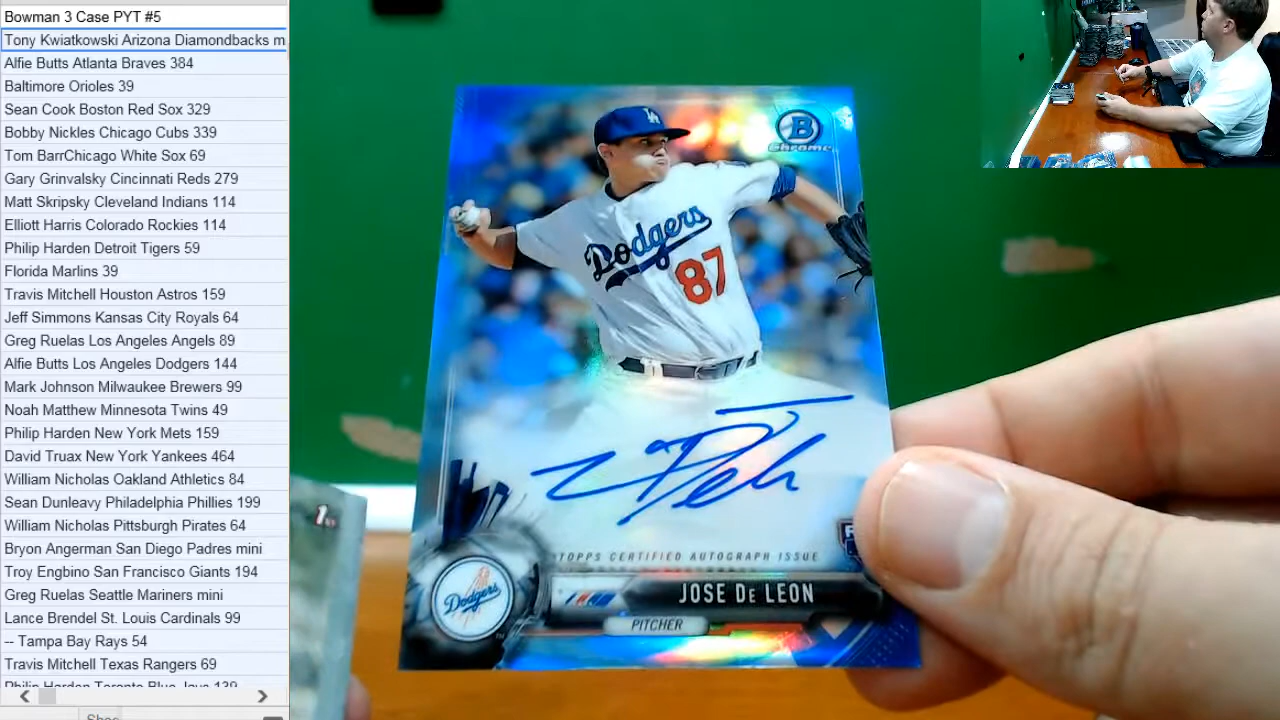 Bowman 3 Case PYT #5
Tony Kwiatkowski Arizona Diamondbacks m
Alfie Butts Atlanta Braves 384
Baltimore Orioles 39
Sean Cook Boston Red Sox 329
Bobby Nickles Chicago Cubs 339
Tom BarrChicago White Sox 69
Gary Grinvalsky Cincinnati Reds 279
Matt Skripsky Cleveland Indians 114
Elliott Harris Colorado Rockies 114
Philip Harden Detroit Tigers 59
Florida Marlins 39
Travis Mitchell Houston Astros 159
Jeff Simmons Kansas City Royals 64
Greg Ruelas Los Angeles Angels 89
Alfie Butts Los Angeles Dodgers 144
Mark Johnson Milwaukee Brewers 99
Noah Matthew Minnesota Twins 49
Philip Harden New York Mets 159
David Truax New York Yankees 464
William Nicholas Oakland Athletics 84
Sean Dunleavy Philadelphia Phillies 199
William Nicholas Pittsburgh Pirates 64
Bryon Angerman San Diego Padres mini
Troy Engbino San Francisco Giants 194
Greg Ruelas Seattle Mariners mini
Lance Brendel St. Louis Cardinals 99
-- Tampa Bay Rays 54
Travis Mitchell Texas Rangers 69
Philip Harden Toronto Blue Jays 139
LA
B
Chrome
Dodgers
87
TOPPS CERTIFIED AUTOGRAPH ISSUE
Dodgers
JOSE DE LEON
PITCHER
1st